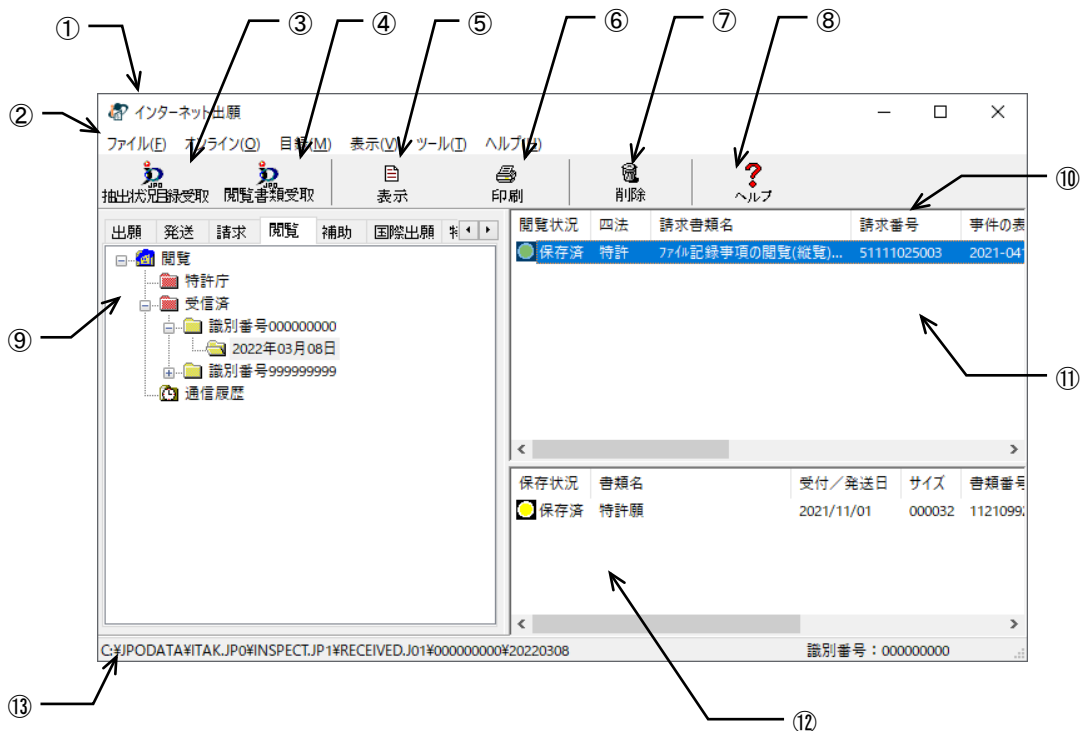 ① ③ ④ ⑤ ⑥ ⑦ ⑧
インターネット出願
②
ファイル(F) オンライン(O) 目録(M) 表示(V) ツール(T) ヘルプ(H)
抽出状況目録受取 閲覧書類受取 表示 印刷 削除 ヘルプ
⑩
出願 発送 請求 閲覧 補助 国際出願
閲覧状況 四法 請求書類名 請求番号 事件の表
保存済 特許 ファイル記録事項の閲覧(縦覧)... 51111025003 2021-041
閲覧
特許庁
受信済
識別番号000000000
2022年03月08日
識別番号999999999
通信履歴
⑨
⑪
保存状況 書類名 受付／発送日 サイズ 書類番号
保存済 特許願 2021/11/01 000032 1121099
C:¥JPODATA¥ITAK.JP0¥INSPECT.JP1¥RECEIVED.J01¥000000000¥20220308 識別番号：000000000
⑬
⑫